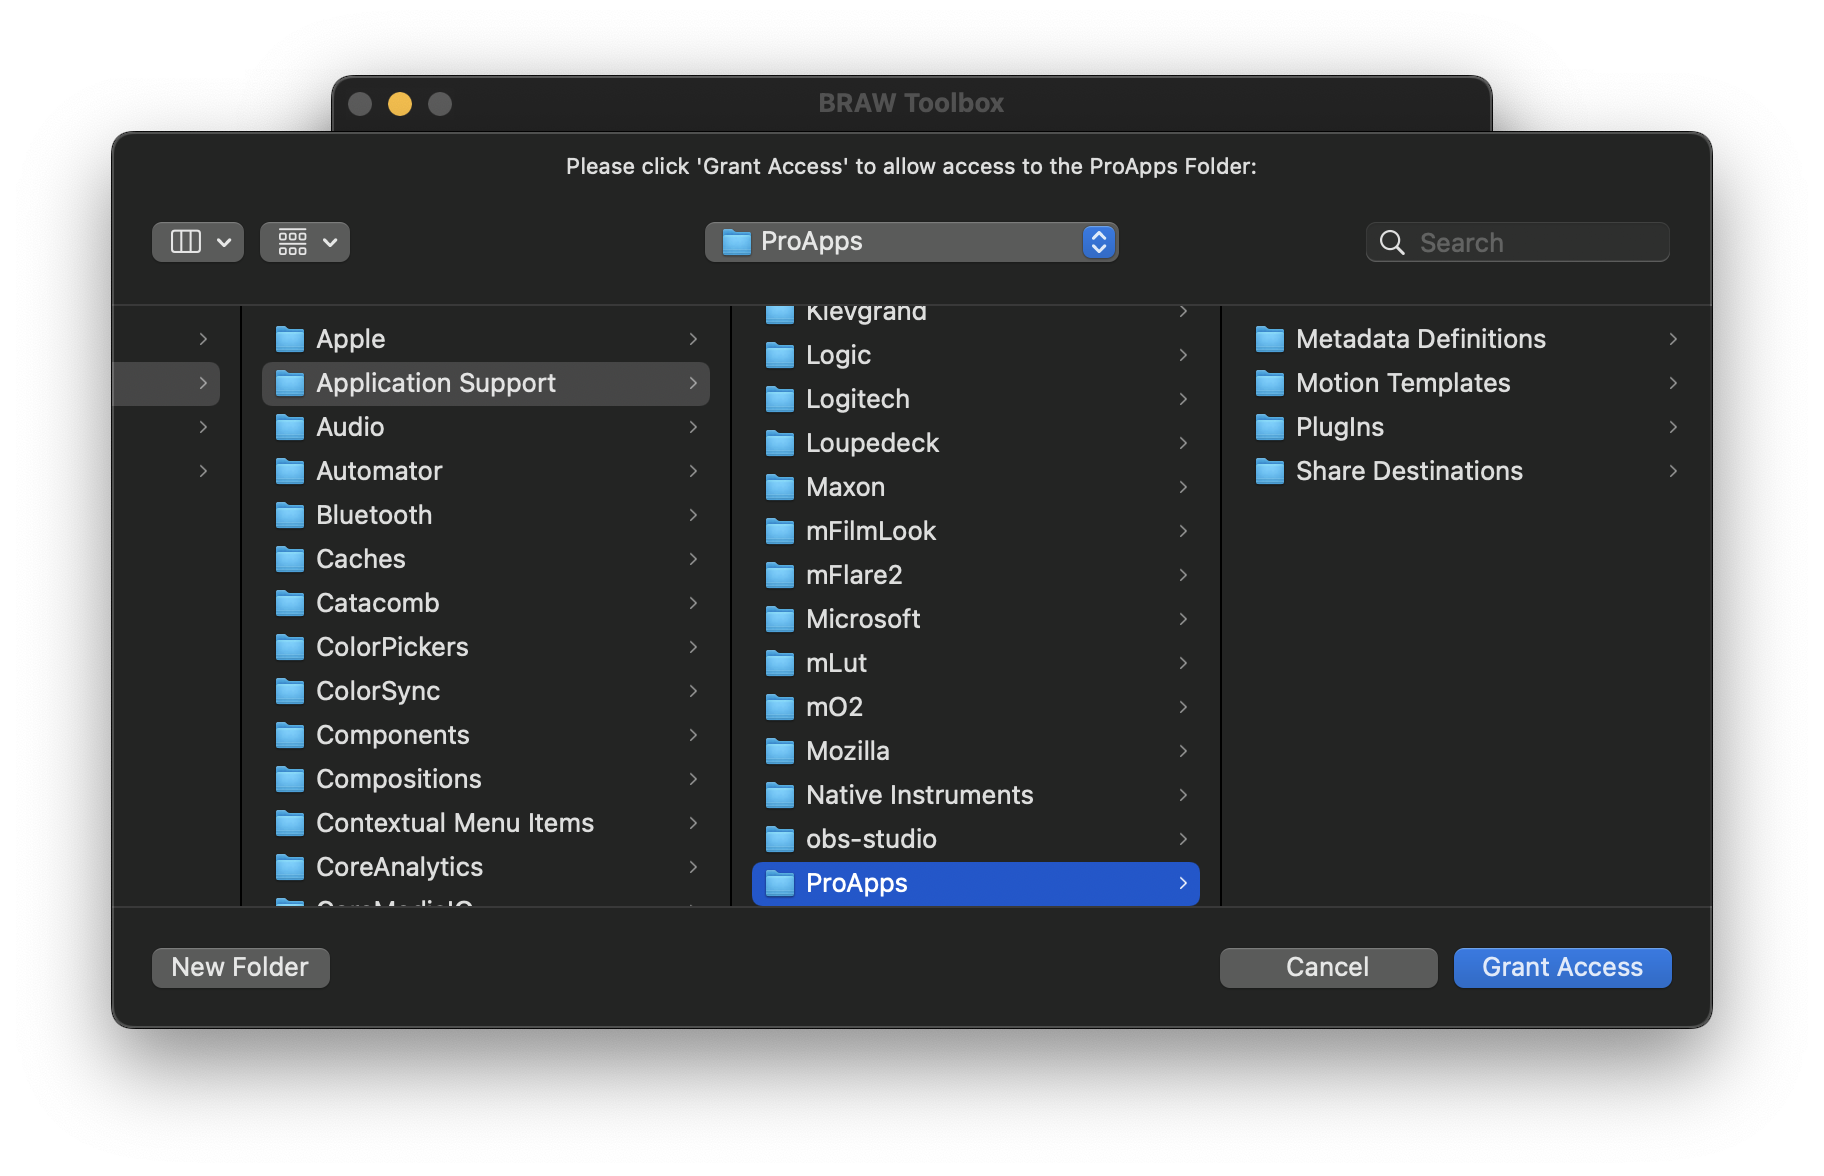 BRAW Toolbox
Please click 'Grant Access' to allow access to the ProApps Folder:
ProApps
Search
Apple
Application Support
Audio
Automator
Bluetooth
Caches
Catacomb
ColorPickers
ColorSync
Components
Compositions
Contextual Menu Items
CoreAnalytics
CoreMediaIO
Klevgrand
Logic
Logitech
Loupedeck
Maxon
mFilmLook
mFlare2
Microsoft
mLut
mO2
Mozilla
Native Instruments
obs-studio
ProApps
Metadata Definitions
Motion Templates
PlugIns
Share Destinations
New Folder
Cancel
Grant Access